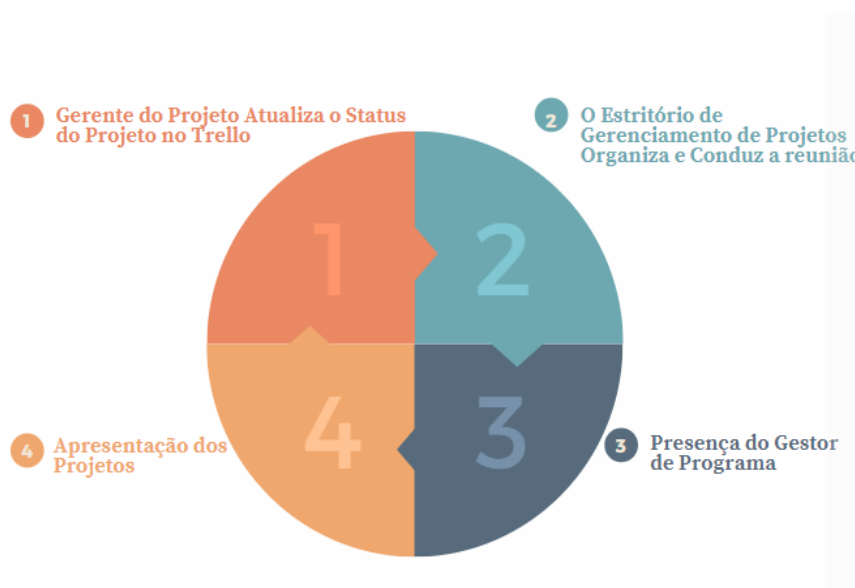 1 Gerente do Projeto Atualiza o Status
do Projeto no Trello
2 O Estritório de
Gerenciamento de Projetos
Organiza e Conduz a reunião
1
2
4
3
4 Apresentação dos
Projetos
3 Presença do Gestor
de Programa